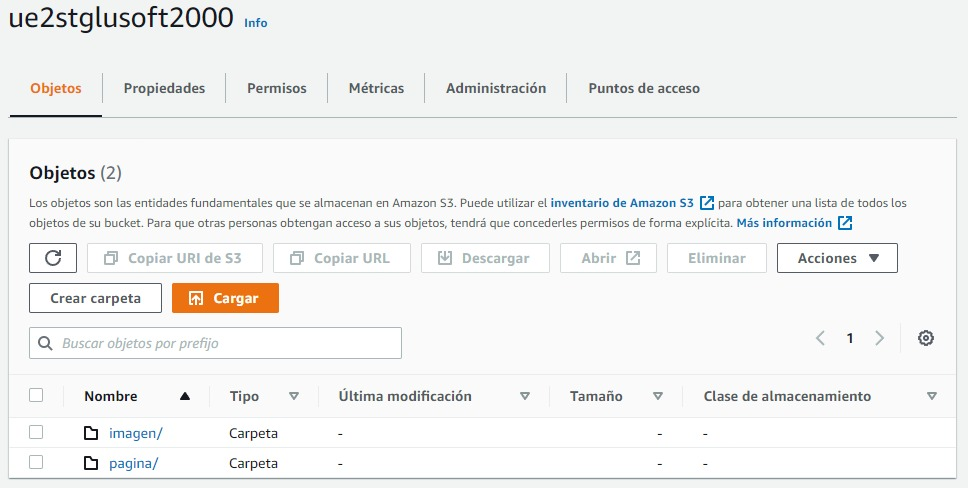 ue2stglusoft2000 Info
Objetos Propiedades Permisos Métricas Administración Puntos de acceso
Objetos (2)
Los objetos son las entidades fundamentales que se almacenan en Amazon S3. Puede utilizar el inventario de Amazon S3 para obtener una lista de todos los
objetos de su bucket. Para que otras personas obtengan acceso a sus objetos, tendrá que concederles permisos de forma explícita. Más información
Copiar URI de S3 Copiar URL Descargar Abrir Eliminar Acciones
Crear carpeta Cargar
Buscar objetos por prefijo 1
Nombre Tipo Última modificación Tamaño Clase de almacenamiento
imagen/ Carpeta - - -
pagina/ Carpeta - - -